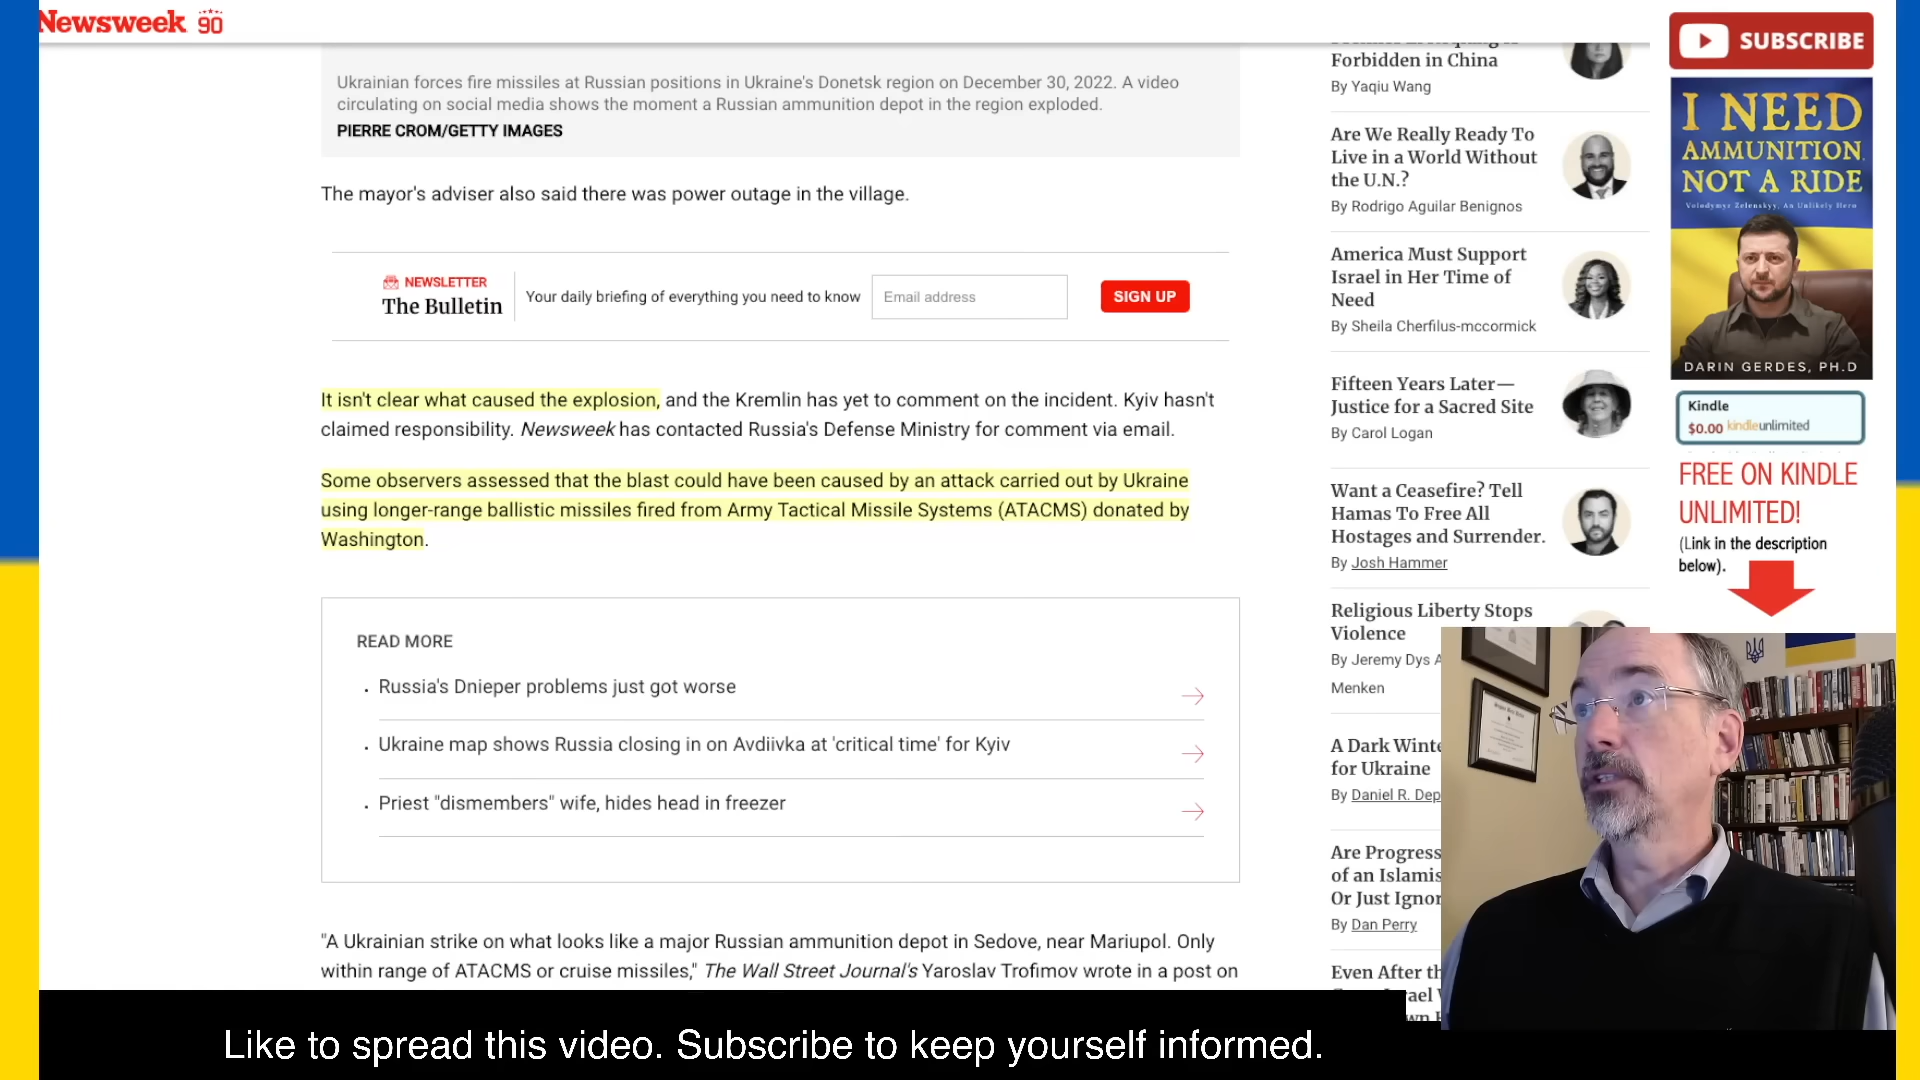 Newsweek 90
Ukrainian forces fire missiles at Russian positions in Ukraine's Donetsk region on December 30, 2022. A video
circulating on social media shows the moment a Russian ammunition depot in the region exploded.
PIERRE CROM/GETTY IMAGES
The mayor's adviser also said there was power outage in the village.
NEWSLETTER
The Bulletin
Your daily briefing of everything you need to know
Email address
SIGN UP
It isn't clear what caused the explosion, and the Kremlin has yet to comment on the incident. Kyiv hasn't
claimed responsibility. Newsweek has contacted Russia's Defense Ministry for comment via email.
Some observers assessed that the blast could have been caused by an attack carried out by Ukraine
using longer-range ballistic missiles fired from Army Tactical Missile Systems (ATACMS) donated by
Washington.
READ MORE
Russia's Dnieper problems just got worse
Ukraine map shows Russia closing in on Avdiivka at 'critical time' for Kyiv
Priest "dismembers" wife, hides head in freezer
"A Ukrainian strike on what looks like a major Russian ammunition depot in Sedove, near Mariupol. Only
within range of ATACMS or cruise missiles," The Wall Street Journal's Yaroslav Trofimov wrote in a post on
Forbidden in China
By Yaqiu Wang
Are We Really Ready To
Live in a World Without
the U.N.?
By Rodrigo Aguilar Benignos
America Must Support
Israel in Her Time of
Need
By Sheila Cherfilus-mccormick
Fifteen Years Later—
Justice for a Sacred Site
By Carol Logan
Want a Ceasefire? Tell
Hamas To Free All
Hostages and Surrender.
By Josh Hammer
Religious Liberty Stops
Violence
By Jeremy Dys A
Menken
A Dark Winte
for Ukraine
By Daniel R. Dep
Are Progress
of an Islamis
Or Just Ignor
By Dan Perry
Even After th
SUBSCRIBE
I NEED
AMMUNITION,
NOT A RIDE
Volodymyr Zelenskyy, An Unlikely Hero
DARIN GERDES, PH.D
Kindle
$0.00 kindleunlimited
FREE ON KINDLE
UNLIMITED!
(Link in the description
below).
Like to spread this video. Subscribe to keep yourself informed.